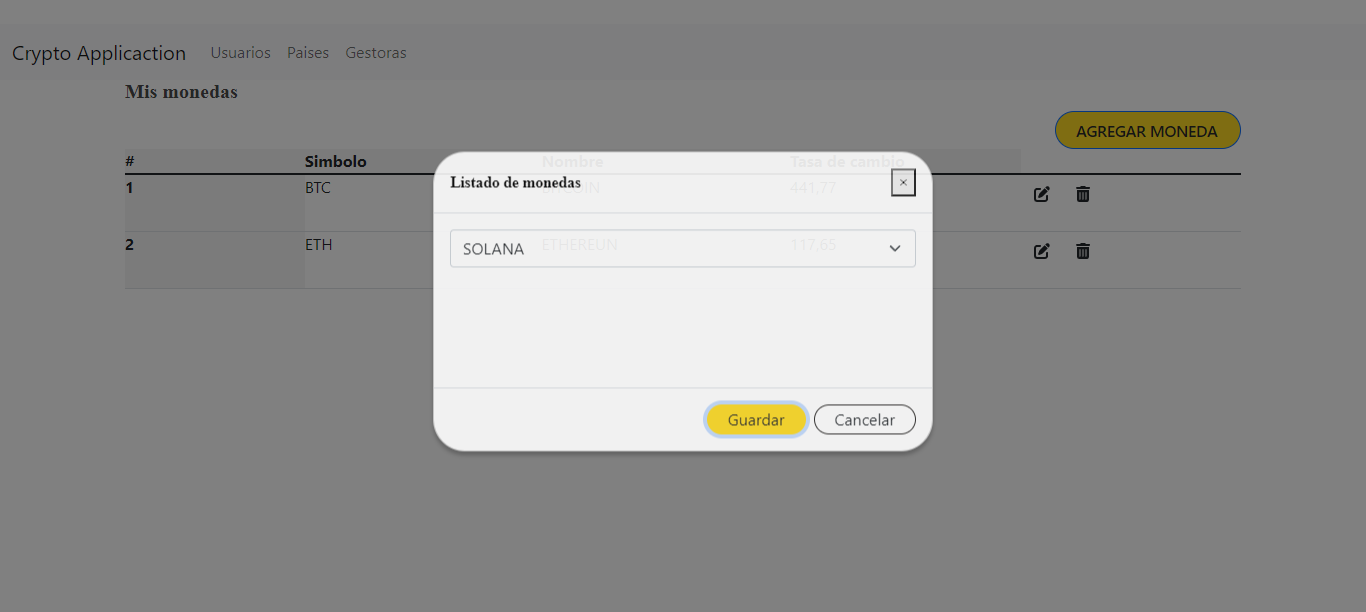 Crypto Applicaction Usuarios Paises Gestoras
Mis monedas
AGREGAR MONEDA
# Simbolo Nombre Tasa de cambio
Listado de monedas ×
1 BTC 441,77
2 ETH ETHEREUN 117,65
SOLANA
Guardar Cancelar